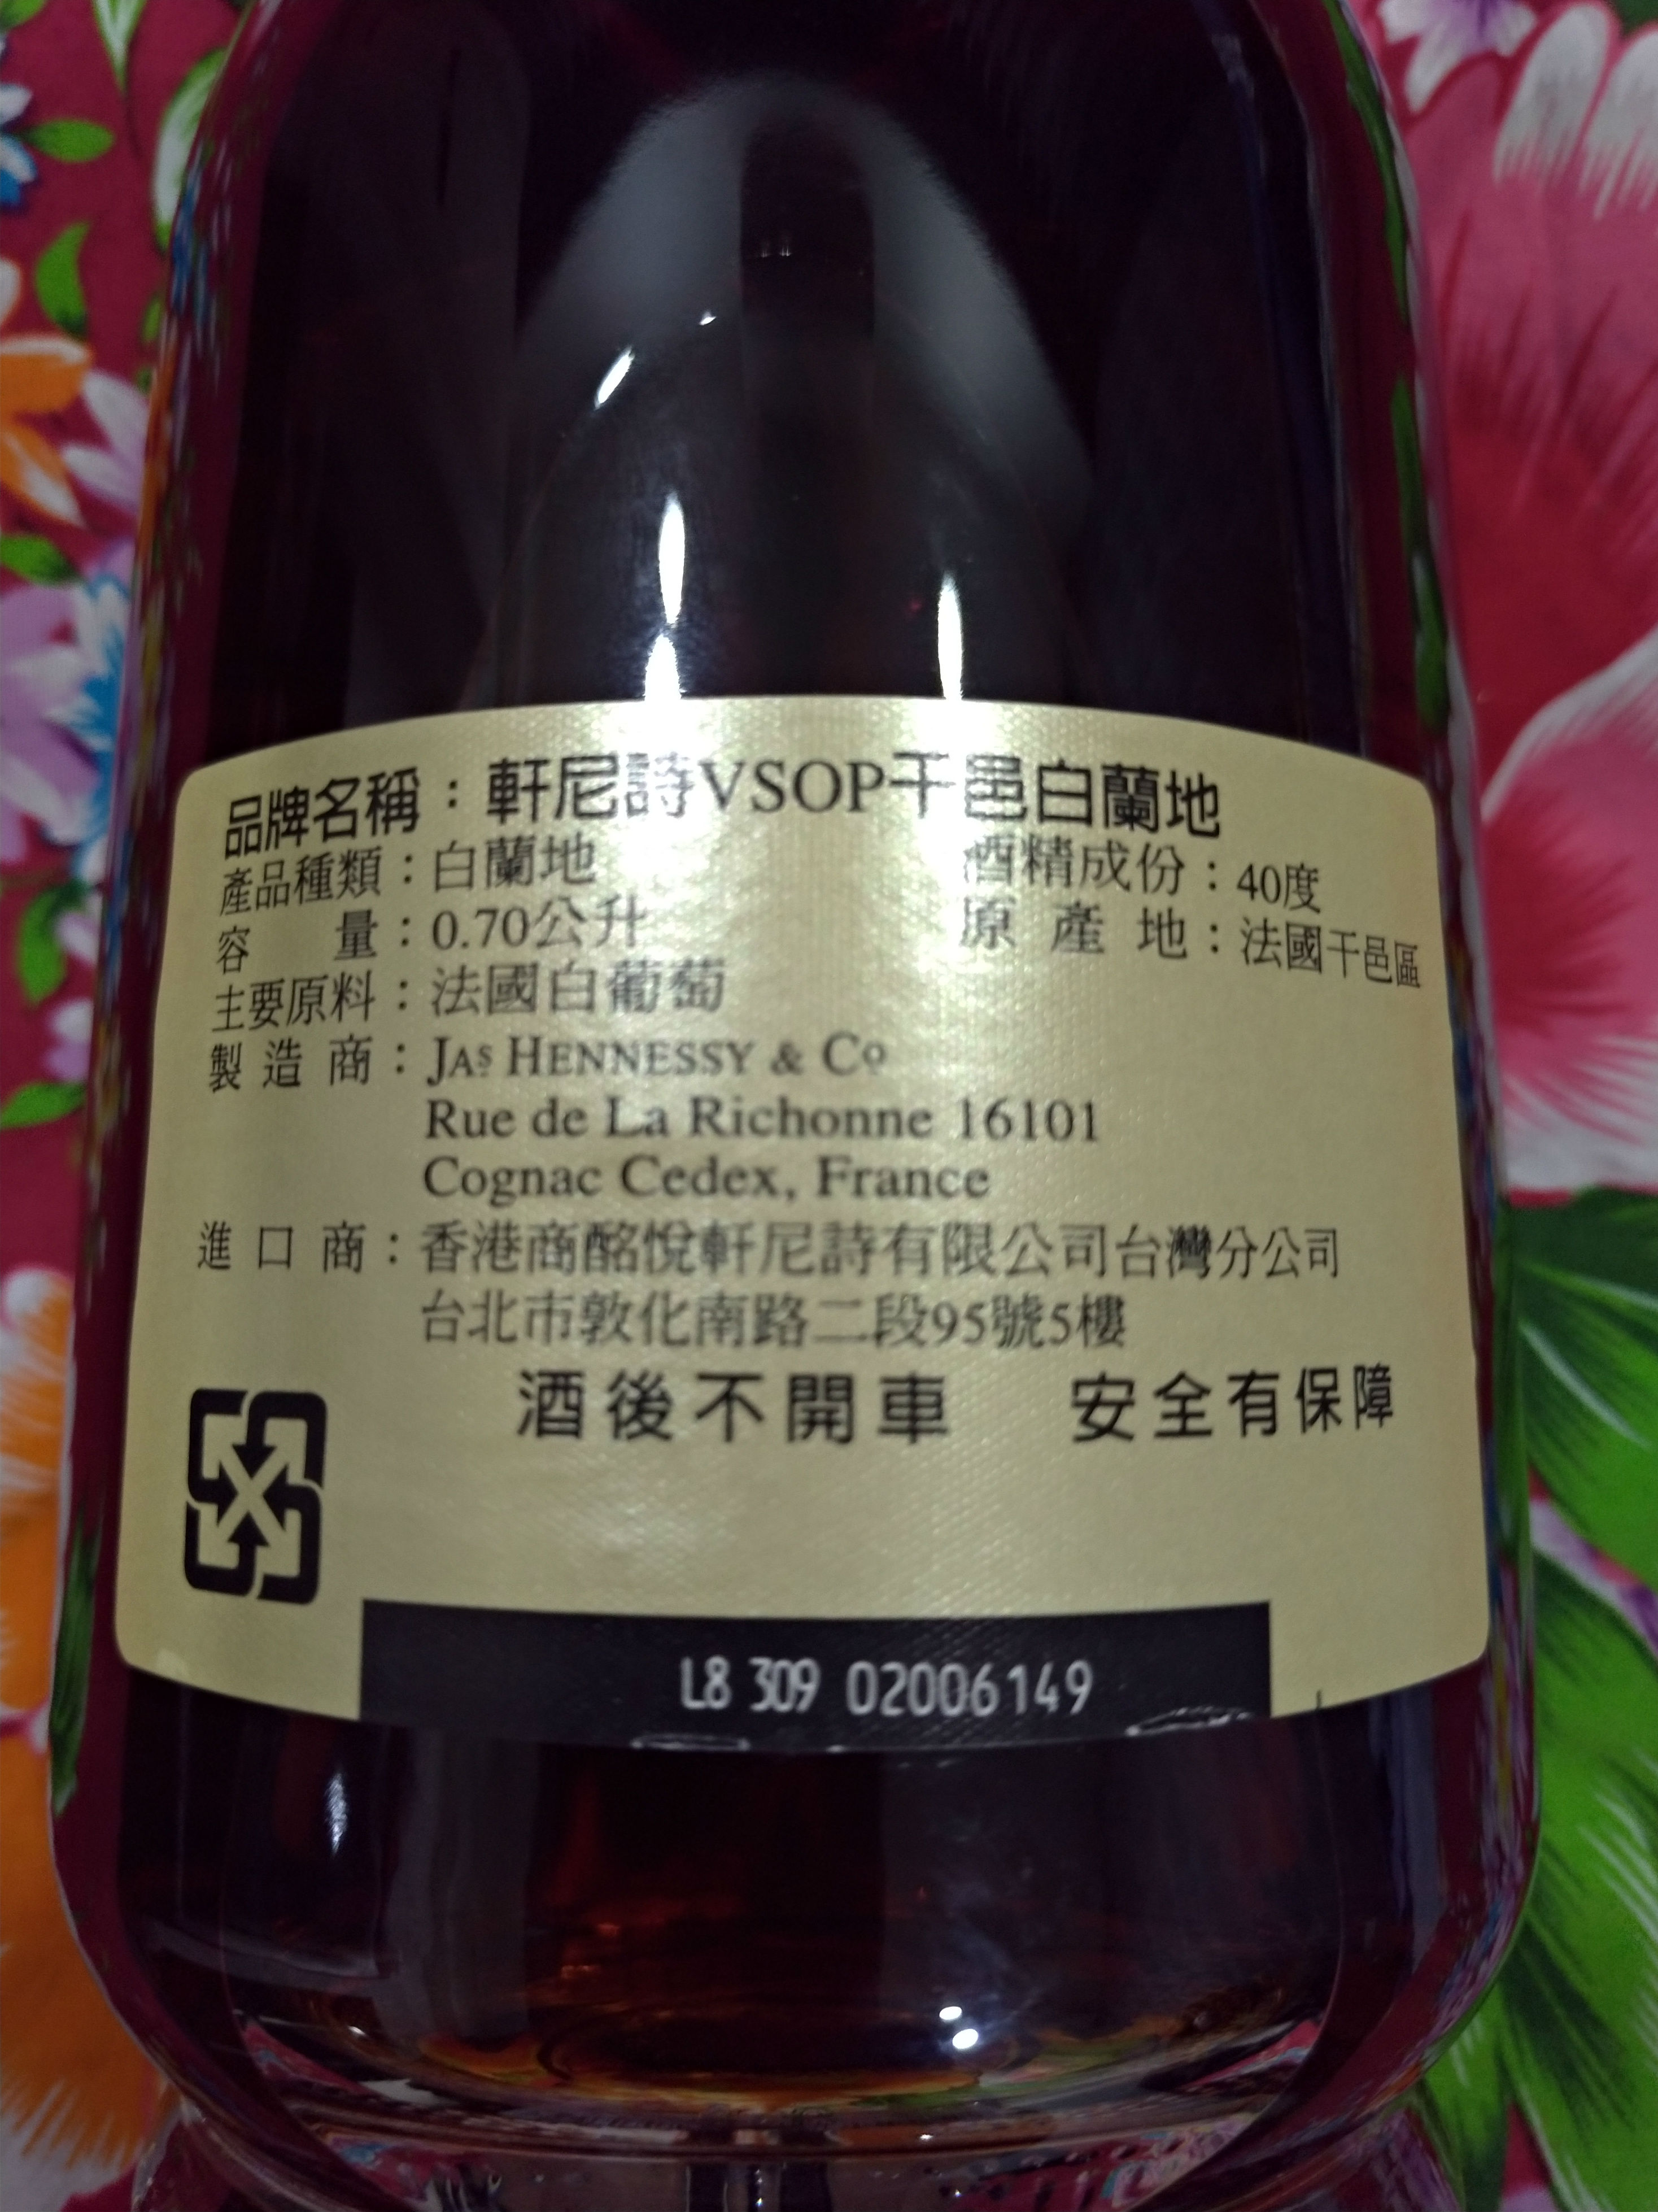 品牌名稱：軒尼詩VSOP干邑白蘭地
產品種類：白蘭地 酒精成份：40度
容量：0.70公升 原產地：法國干邑區
主要原料：法國白葡萄
製造商：JAS HENNESSY & Co
Rue de La Richonne 16101
Cognac Cedex, France
進口商：香港商酩悅軒尼詩有限公司台灣分公司
台北市敦化南路二段95號5樓
酒後不開車 安全有保障
L8 309 02006149